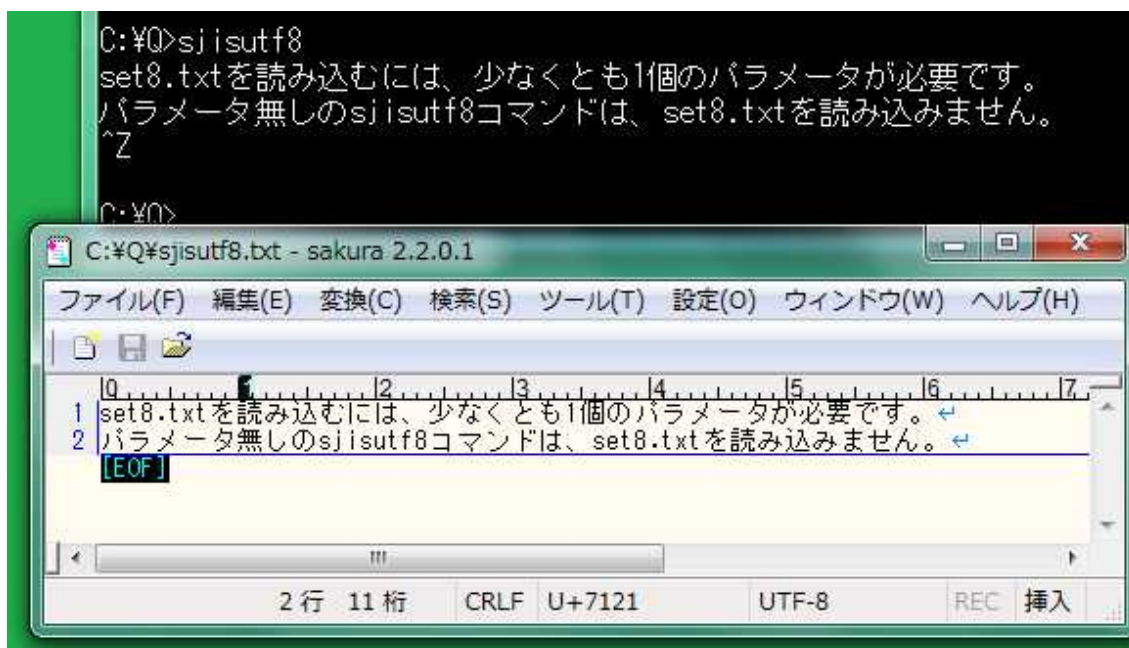 C:¥Q>sjisutf8
set8.txtを読み込むには、少なくとも1個のパラメータが必要です。
パラメータ無しのsjisutf8コマンドは、set8.txtを読み込みません。
^Z
C:¥Q>
C:¥Q¥sjisutf8.txt - sakura 2.2.0.1
ファイル(F) 編集(E) 変換(C) 検索(S) ツール(T) 設定(O) ウィンドウ(W) ヘルプ(H)
0 1 2 3 4 5 6 7
1 set8.txtを読み込むには、少なくとも1個のパラメータが必要です。↵
2 パラメータ無しのsjisutf8コマンドは、set8.txtを読み込みません。↵
[EOF]
2 行 11 桁 CRLF U+7121 UTF-8 REC 挿入